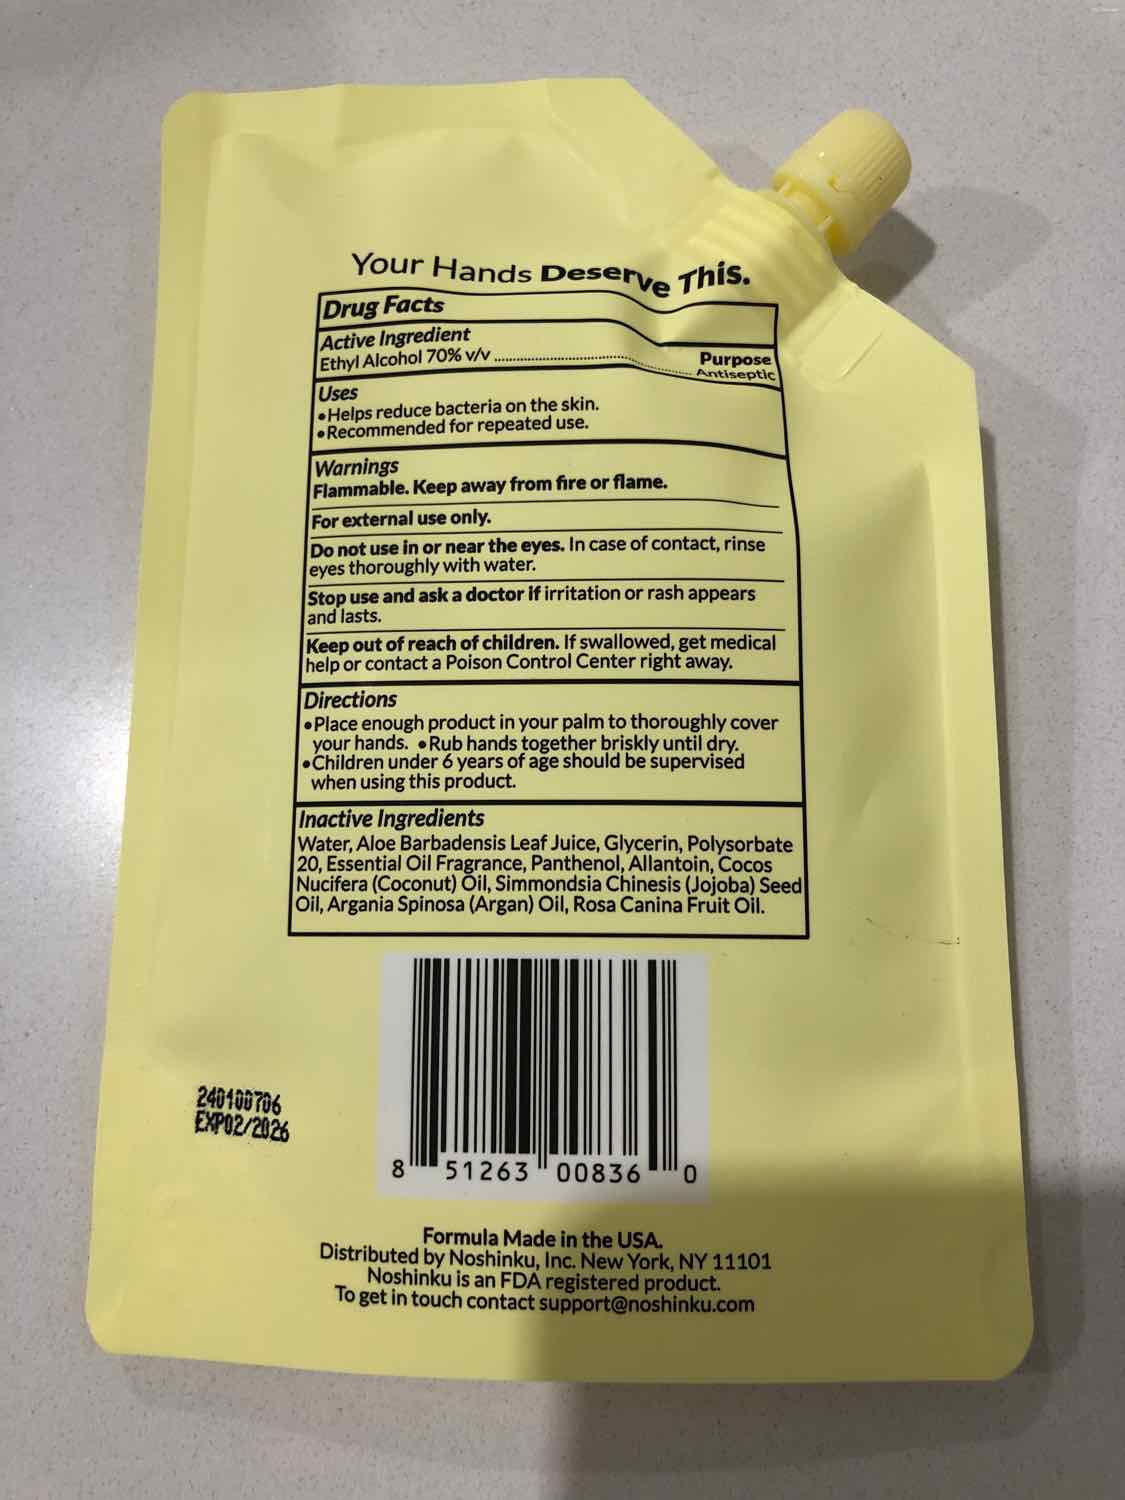 Your Hands Deserve This.
Drug Facts
Active Ingredient
Purpose
Ethyl Alcohol 70% v/v ........................................................ Antiseptic
Uses
•Helps reduce bacteria on the skin.
•Recommended for repeated use.
Warnings
Flammable. Keep away from fire or flame.
For external use only.
Do not use in or near the eyes. In case of contact, rinse
eyes thoroughly with water.
Stop use and ask a doctor if irritation or rash appears
and lasts.
Keep out of reach of children. If swallowed, get medical
help or contact a Poison Control Center right away.
Directions
•Place enough product in your palm to thoroughly cover
your hands. •Rub hands together briskly until dry.
•Children under 6 years of age should be supervised
when using this product.
Inactive Ingredients
Water, Aloe Barbadensis Leaf Juice, Glycerin, Polysorbate
20, Essential Oil Fragrance, Panthenol, Allantoin, Cocos
Nucifera (Coconut) Oil, Simmondsia Chinesis (Jojoba) Seed
Oil, Argania Spinosa (Argan) Oil, Rosa Canina Fruit Oil.
240100706
EXP02/2026
8 51263 00836 0
Formula Made in the USA.
Distributed by Noshinku, Inc. New York, NY 11101
Noshinku is an FDA registered product.
To get in touch contact support@noshinku.com